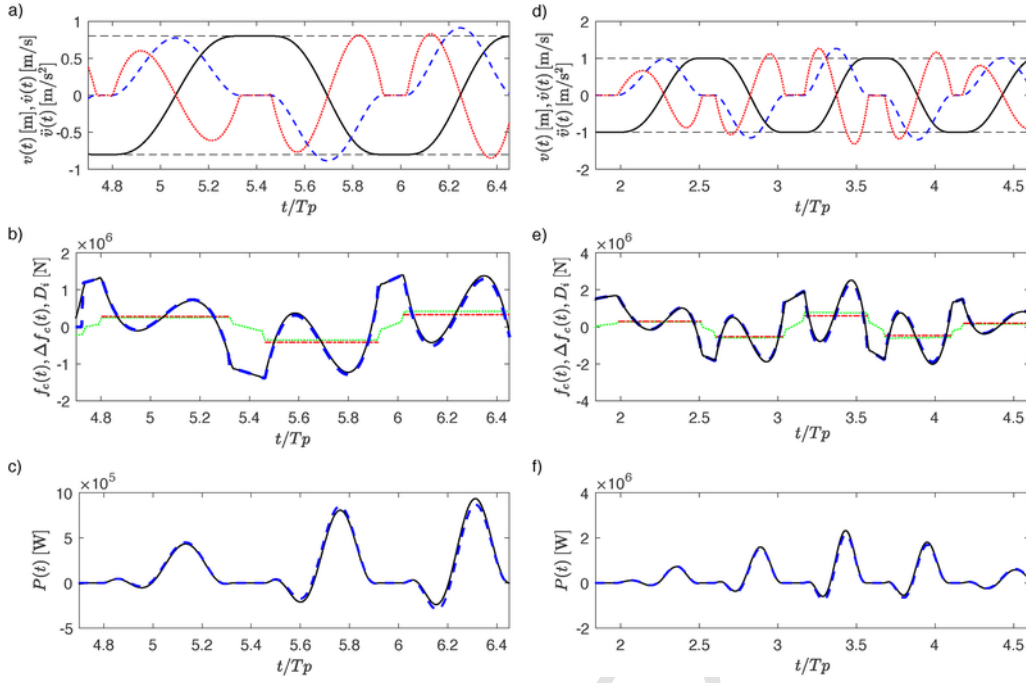 a)
v(t) [m], v̇(t) [m/s]
v̈(t) [m/s²]
1
0.5
0
-0.5
-1
4.8 5 5.2 5.4 5.6 5.8 6 6.2 6.4
t/Tp
b)
×10⁶
f_c(t), Δf_c(t), D_i [N]
2
1
0
-1
-2
4.8 5 5.2 5.4 5.6 5.8 6 6.2 6.4
t/Tp
c)
×10⁵
P(t) [W]
10
5
0
-5
4.8 5 5.2 5.4 5.6 5.8 6 6.2 6.4
t/Tp
d)
v(t) [m], v̇(t) [m/s]
v̈(t) [m/s²]
2
1
0
-1
-2
2 2.5 3 3.5 4 4.5
t/Tp
e)
×10⁶
f_c(t), Δf_c(t), D_i [N]
4
2
0
-2
-4
2 2.5 3 3.5 4 4.5
t/Tp
f)
×10⁶
P(t) [W]
4
2
0
-2
2 2.5 3 3.5 4 4.5
t/Tp